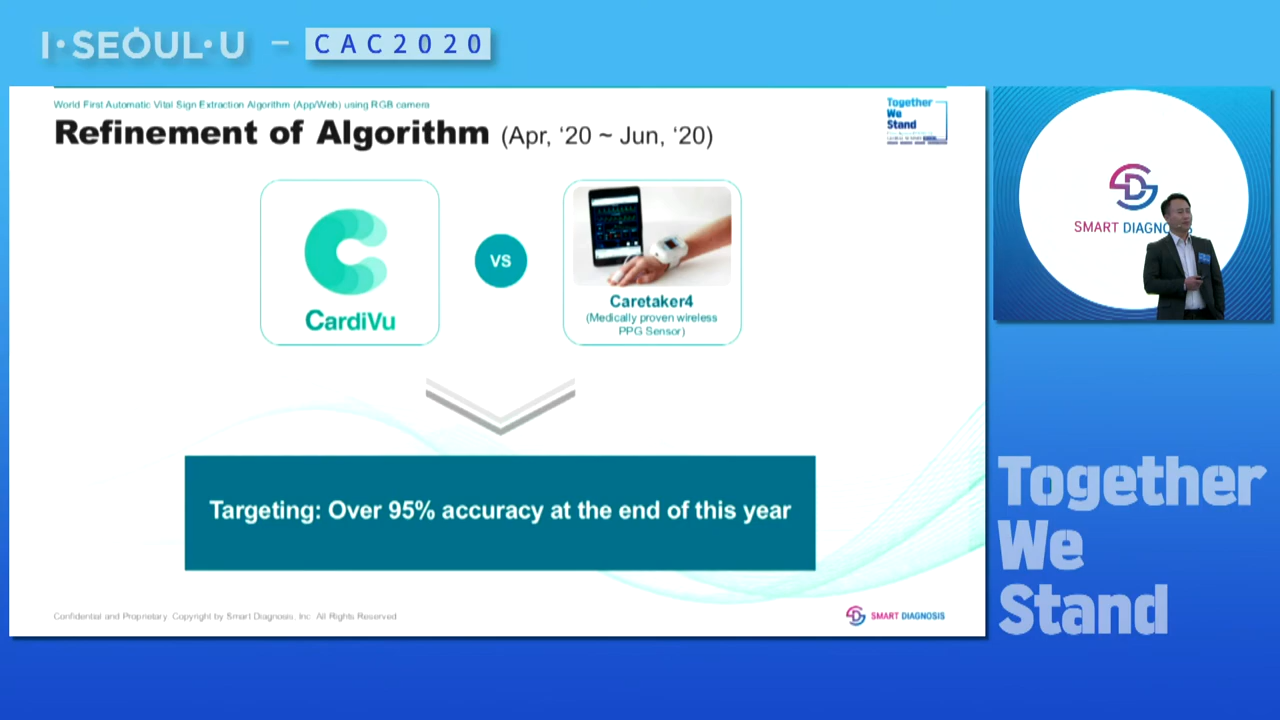 I·SEOUL·U – CAC2020
World First Automatic Vital Sign Extraction Algorithm (App/Web) using RGB camera
Refinement of Algorithm (Apr, ‘20 ~ Jun, ‘20)
Together
We
Stand
CardiVu
VS
Caretaker4
(Medically proven wireless
PPG Sensor)
Targeting: Over 95% accuracy at the end of this year
Confidential and Proprietary. Copyright by Smart Diagnosis, Inc. All Rights Reserved
SMART DIAGNOSIS
SMART DIAGNOSIS
Together
We
Stand